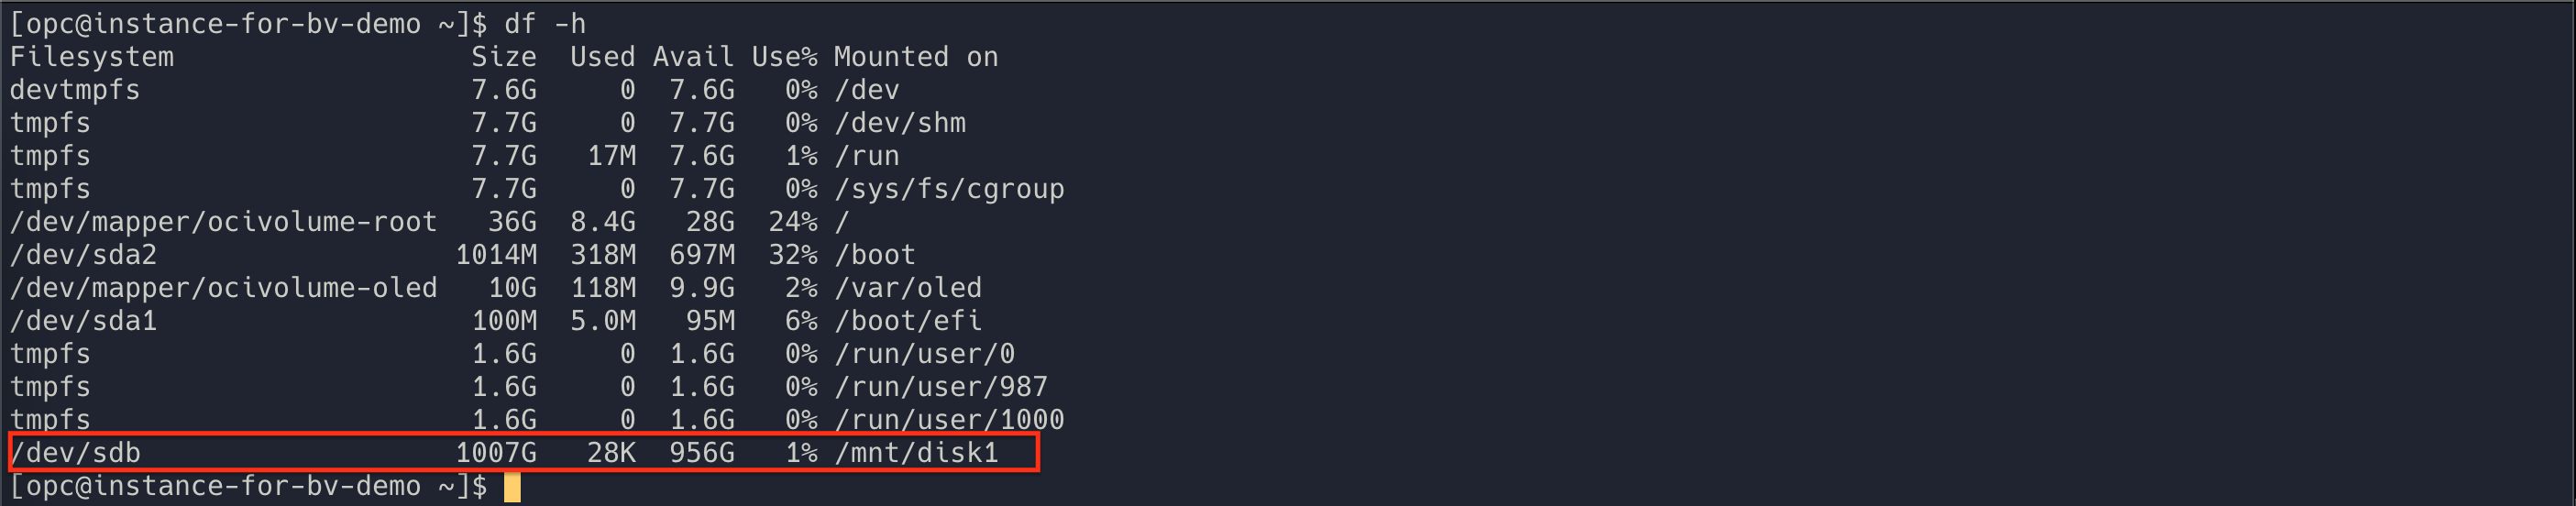 [opc@instance-for-bv-demo ~]$ df -h
Filesystem                  Size  Used Avail Use% Mounted on
devtmpfs                    7.6G     0  7.6G   0% /dev
tmpfs                       7.7G     0  7.7G   0% /dev/shm
tmpfs                       7.7G   17M  7.6G   1% /run
tmpfs                       7.7G     0  7.7G   0% /sys/fs/cgroup
/dev/mapper/ocivolume-root   36G  8.4G   28G  24% /
/dev/sda2                  1014M  318M  697M  32% /boot
/dev/mapper/ocivolume-oled   10G  118M  9.9G   2% /var/oled
/dev/sda1                   100M  5.0M   95M   6% /boot/efi
tmpfs                       1.6G     0  1.6G   0% /run/user/0
tmpfs                       1.6G     0  1.6G   0% /run/user/987
tmpfs                       1.6G     0  1.6G   0% /run/user/1000
/dev/sdb                   1007G   28K  956G   1% /mnt/disk1
[opc@instance-for-bv-demo ~]$